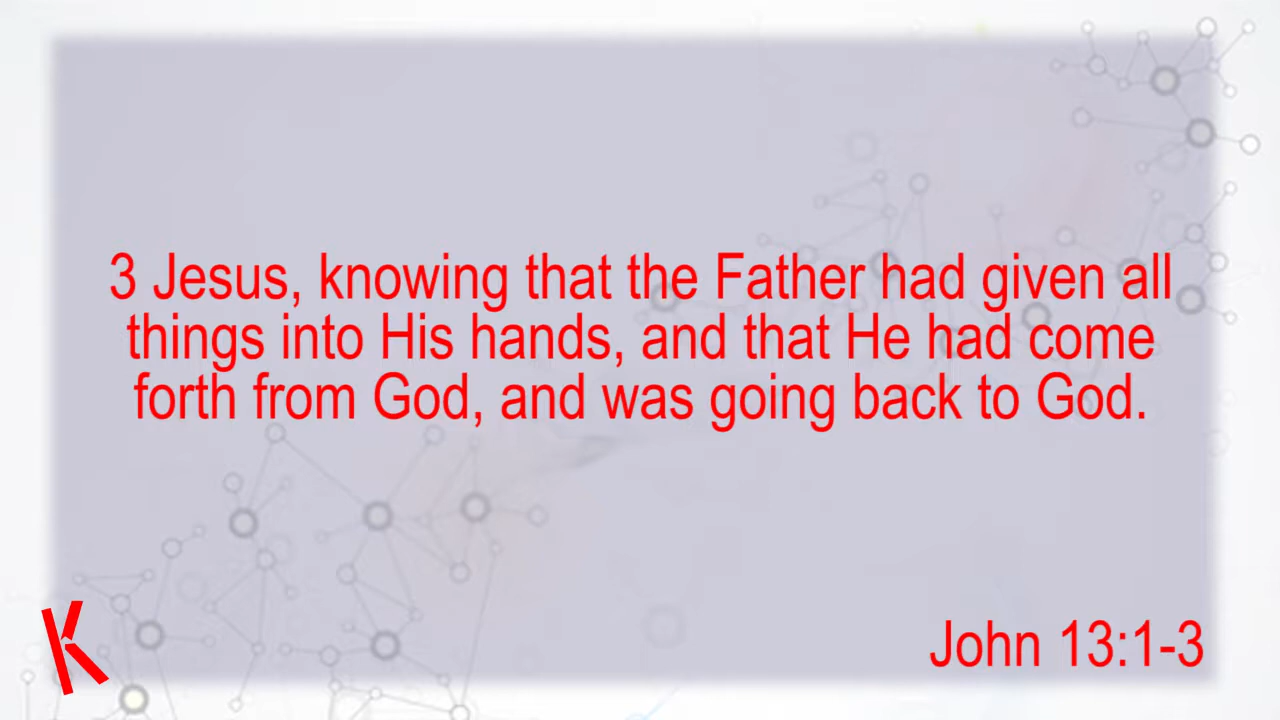 3 Jesus, knowing that the Father had given all
things into His hands, and that He had come
forth from God, and was going back to God.
K
John 13:1-3